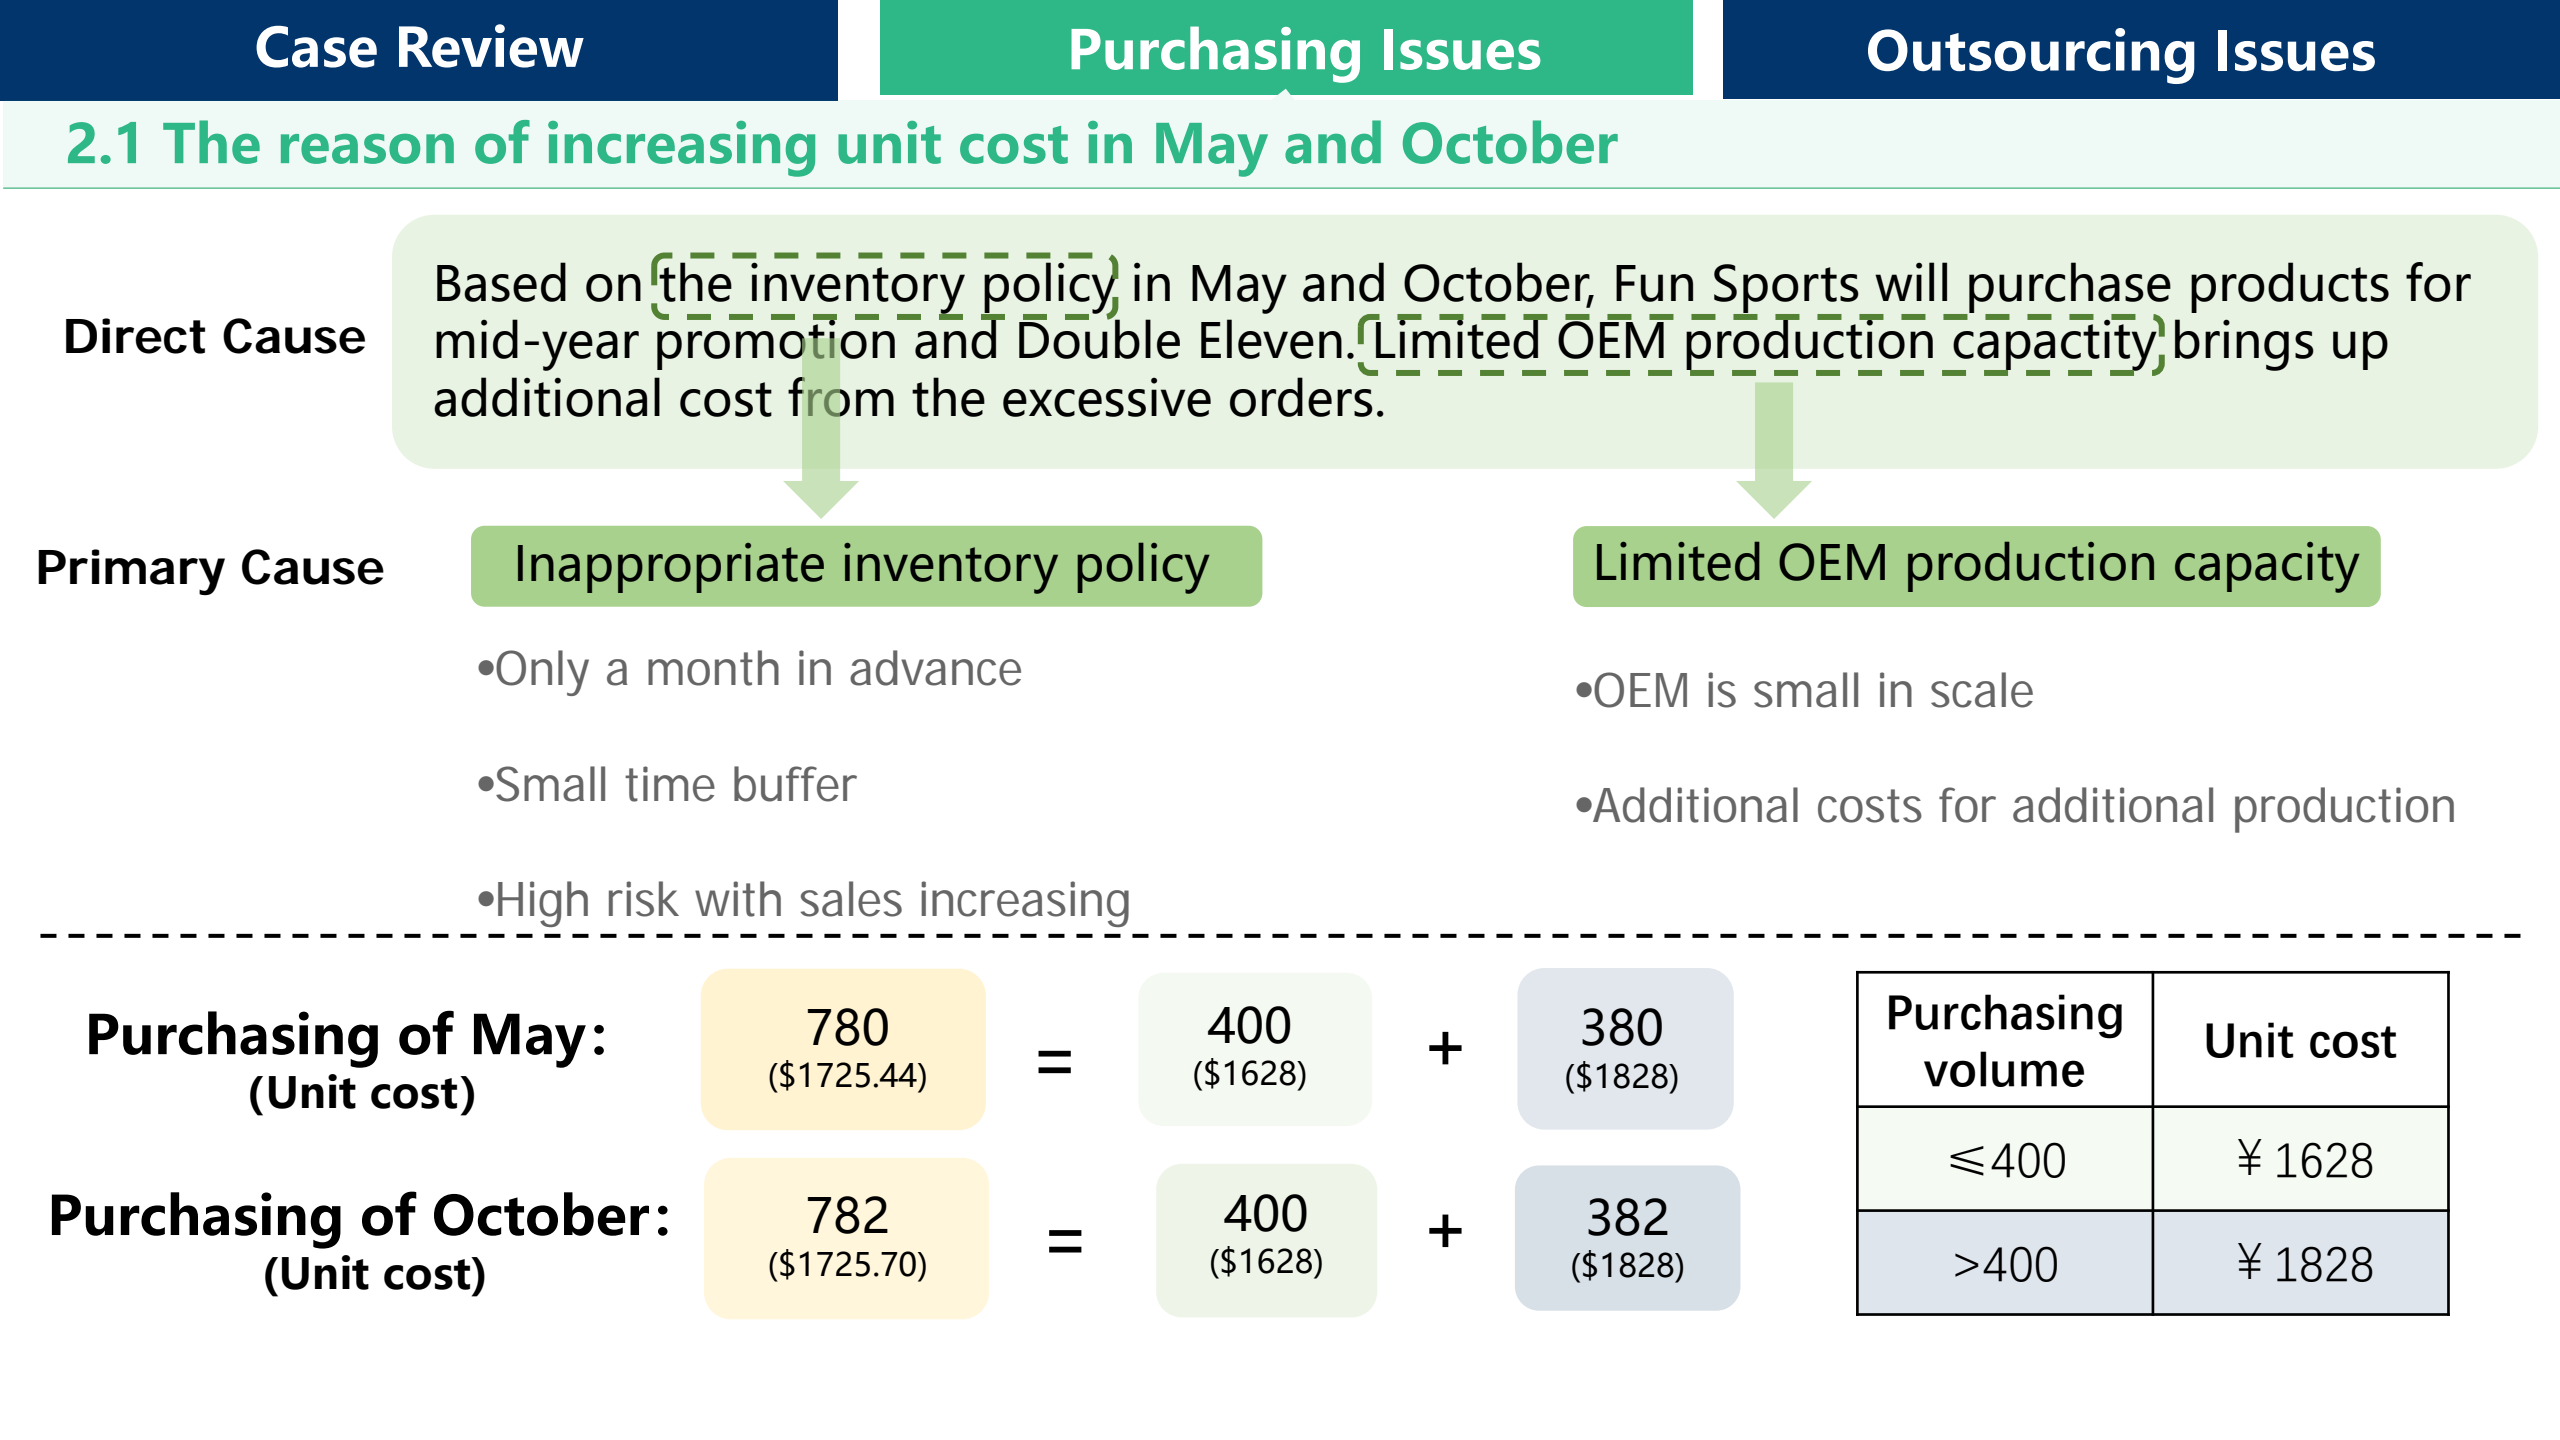 Case Review
Purchasing Issues
Outsourcing Issues
2.1 The reason of increasing unit cost in May and October
Direct Cause
Based on the inventory policy in May and October, Fun Sports will purchase products for
mid-year promotion and Double Eleven. Limited OEM production capactity brings up
additional cost from the excessive orders.
Primary Cause
Inappropriate inventory policy
•Only a month in advance
•Small time buffer
•High risk with sales increasing
Limited OEM production capacity
•OEM is small in scale
•Additional costs for additional production
Purchasing of May:
(Unit cost)
780
($1725.44)
=
400
($1628)
+
380
($1828)
Purchasing of October:
(Unit cost)
782
($1725.70)
=
400
($1628)
+
382
($1828)
Purchasing
volume
Unit cost
⩽400
¥1628
>400
¥1828